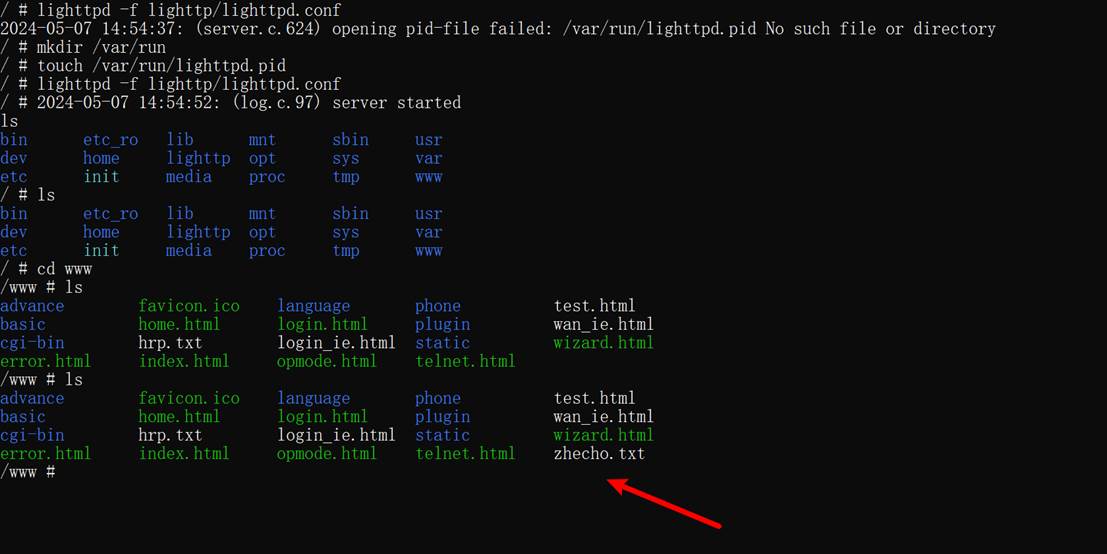 / # lighttpd -f lighttp/lighttpd.conf
2024-05-07 14:54:37: (server.c.624) opening pid-file failed: /var/run/lighttpd.pid No such file or directory
/ # mkdir /var/run
/ # touch /var/run/lighttpd.pid
/ # lighttpd -f lighttp/lighttpd.conf
/ # 2024-05-07 14:54:52: (log.c.97) server started
ls
bin etc_ro lib mnt sbin usr
dev home lighttp opt sys var
etc init media proc tmp www
/ # ls
bin etc_ro lib mnt sbin usr
dev home lighttp opt sys var
etc init media proc tmp www
/ # cd www
/www # ls
advance favicon.ico language phone test.html
basic home.html login.html plugin wan_ie.html
cgi-bin hrp.txt login_ie.html static wizard.html
error.html index.html opmode.html telnet.html
/www # ls
advance favicon.ico language phone test.html
basic home.html login.html plugin wan_ie.html
cgi-bin hrp.txt login_ie.html static wizard.html
error.html index.html opmode.html telnet.html zhecho.txt
/www #